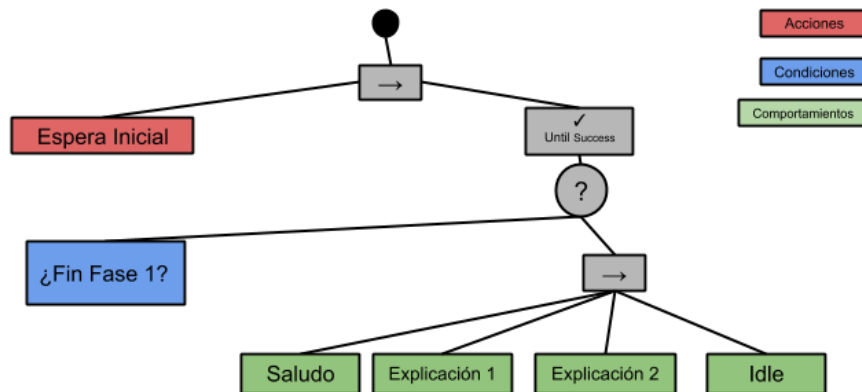 Acciones
→
Condiciones
Espera Inicial
✓
Until Success
Comportamientos
?
¿Fin Fase 1?
→
Saludo
Explicación 1
Explicación 2
Idle